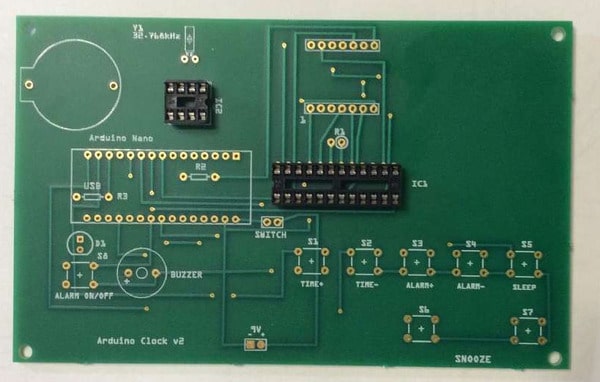 Y1
32.768kHz
IC2
Arduino Nano
R1
R2
USB
R3
IC1
SWITCH
D1
S8
BUZZER
+
ALARM ON/OFF
S1
S2
S3
S4
S5
TIME+
TIME-
ALARM+
ALARM-
SLEEP
S6
S7
-9V+
Arduino Clock v2
SNOOZE